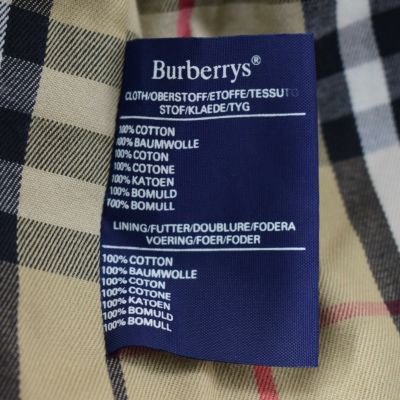 Burberrys®
CLOTH/OBERSTOFF/ETOFFE/TESSUTO
STOF/KLAEDE/TYG
100% COTTON
100% BAUMWOLLE
100% COTON
100% COTONE
100% KATOEN
100% BOMULD
100% BOMULL
LINING/FUTTER/DOUBLURE/FODERA
VOERING/FOER/FODER
100% COTTON
100% BAUMWOLLE
100% COTON
100% COTONE
100% KATOEN
100% BOMULD
100% BOMULL